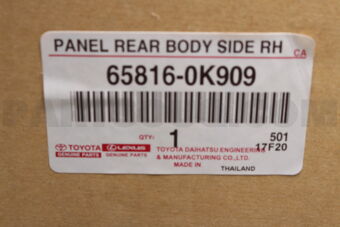 PANEL REAR BODY SIDE RH
CA
65816-0K909
QTY:
1
501
17F20
TOYOTA
GENUINE PARTS
LEXUS
GENUINE PARTS
TOYOTA DAIHATSU ENGINEERING
& MANUFACTURING CO.,LTD.
MADE IN
THAILAND